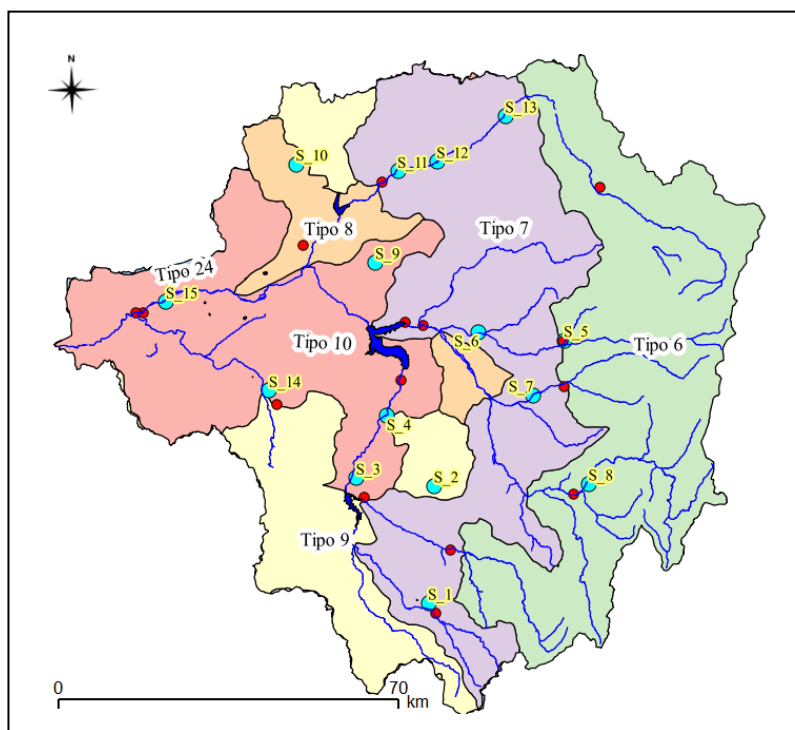 N
S_13
S_10
S_12
S_11
Tipo 8
Tipo 7
S_9
Tipo 24
S_15
S_5
S_6
Tipo 10
Tipo 6
S_14
S_7
S_4
S_3
S_2
S_8
Tipo 9
S_1
0
70
km